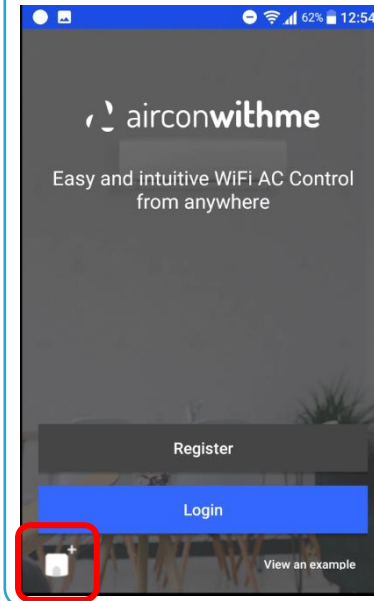 62% 12:54
airconwithme
Easy and intuitive WiFi AC Control
from anywhere
Register
Login
View an example